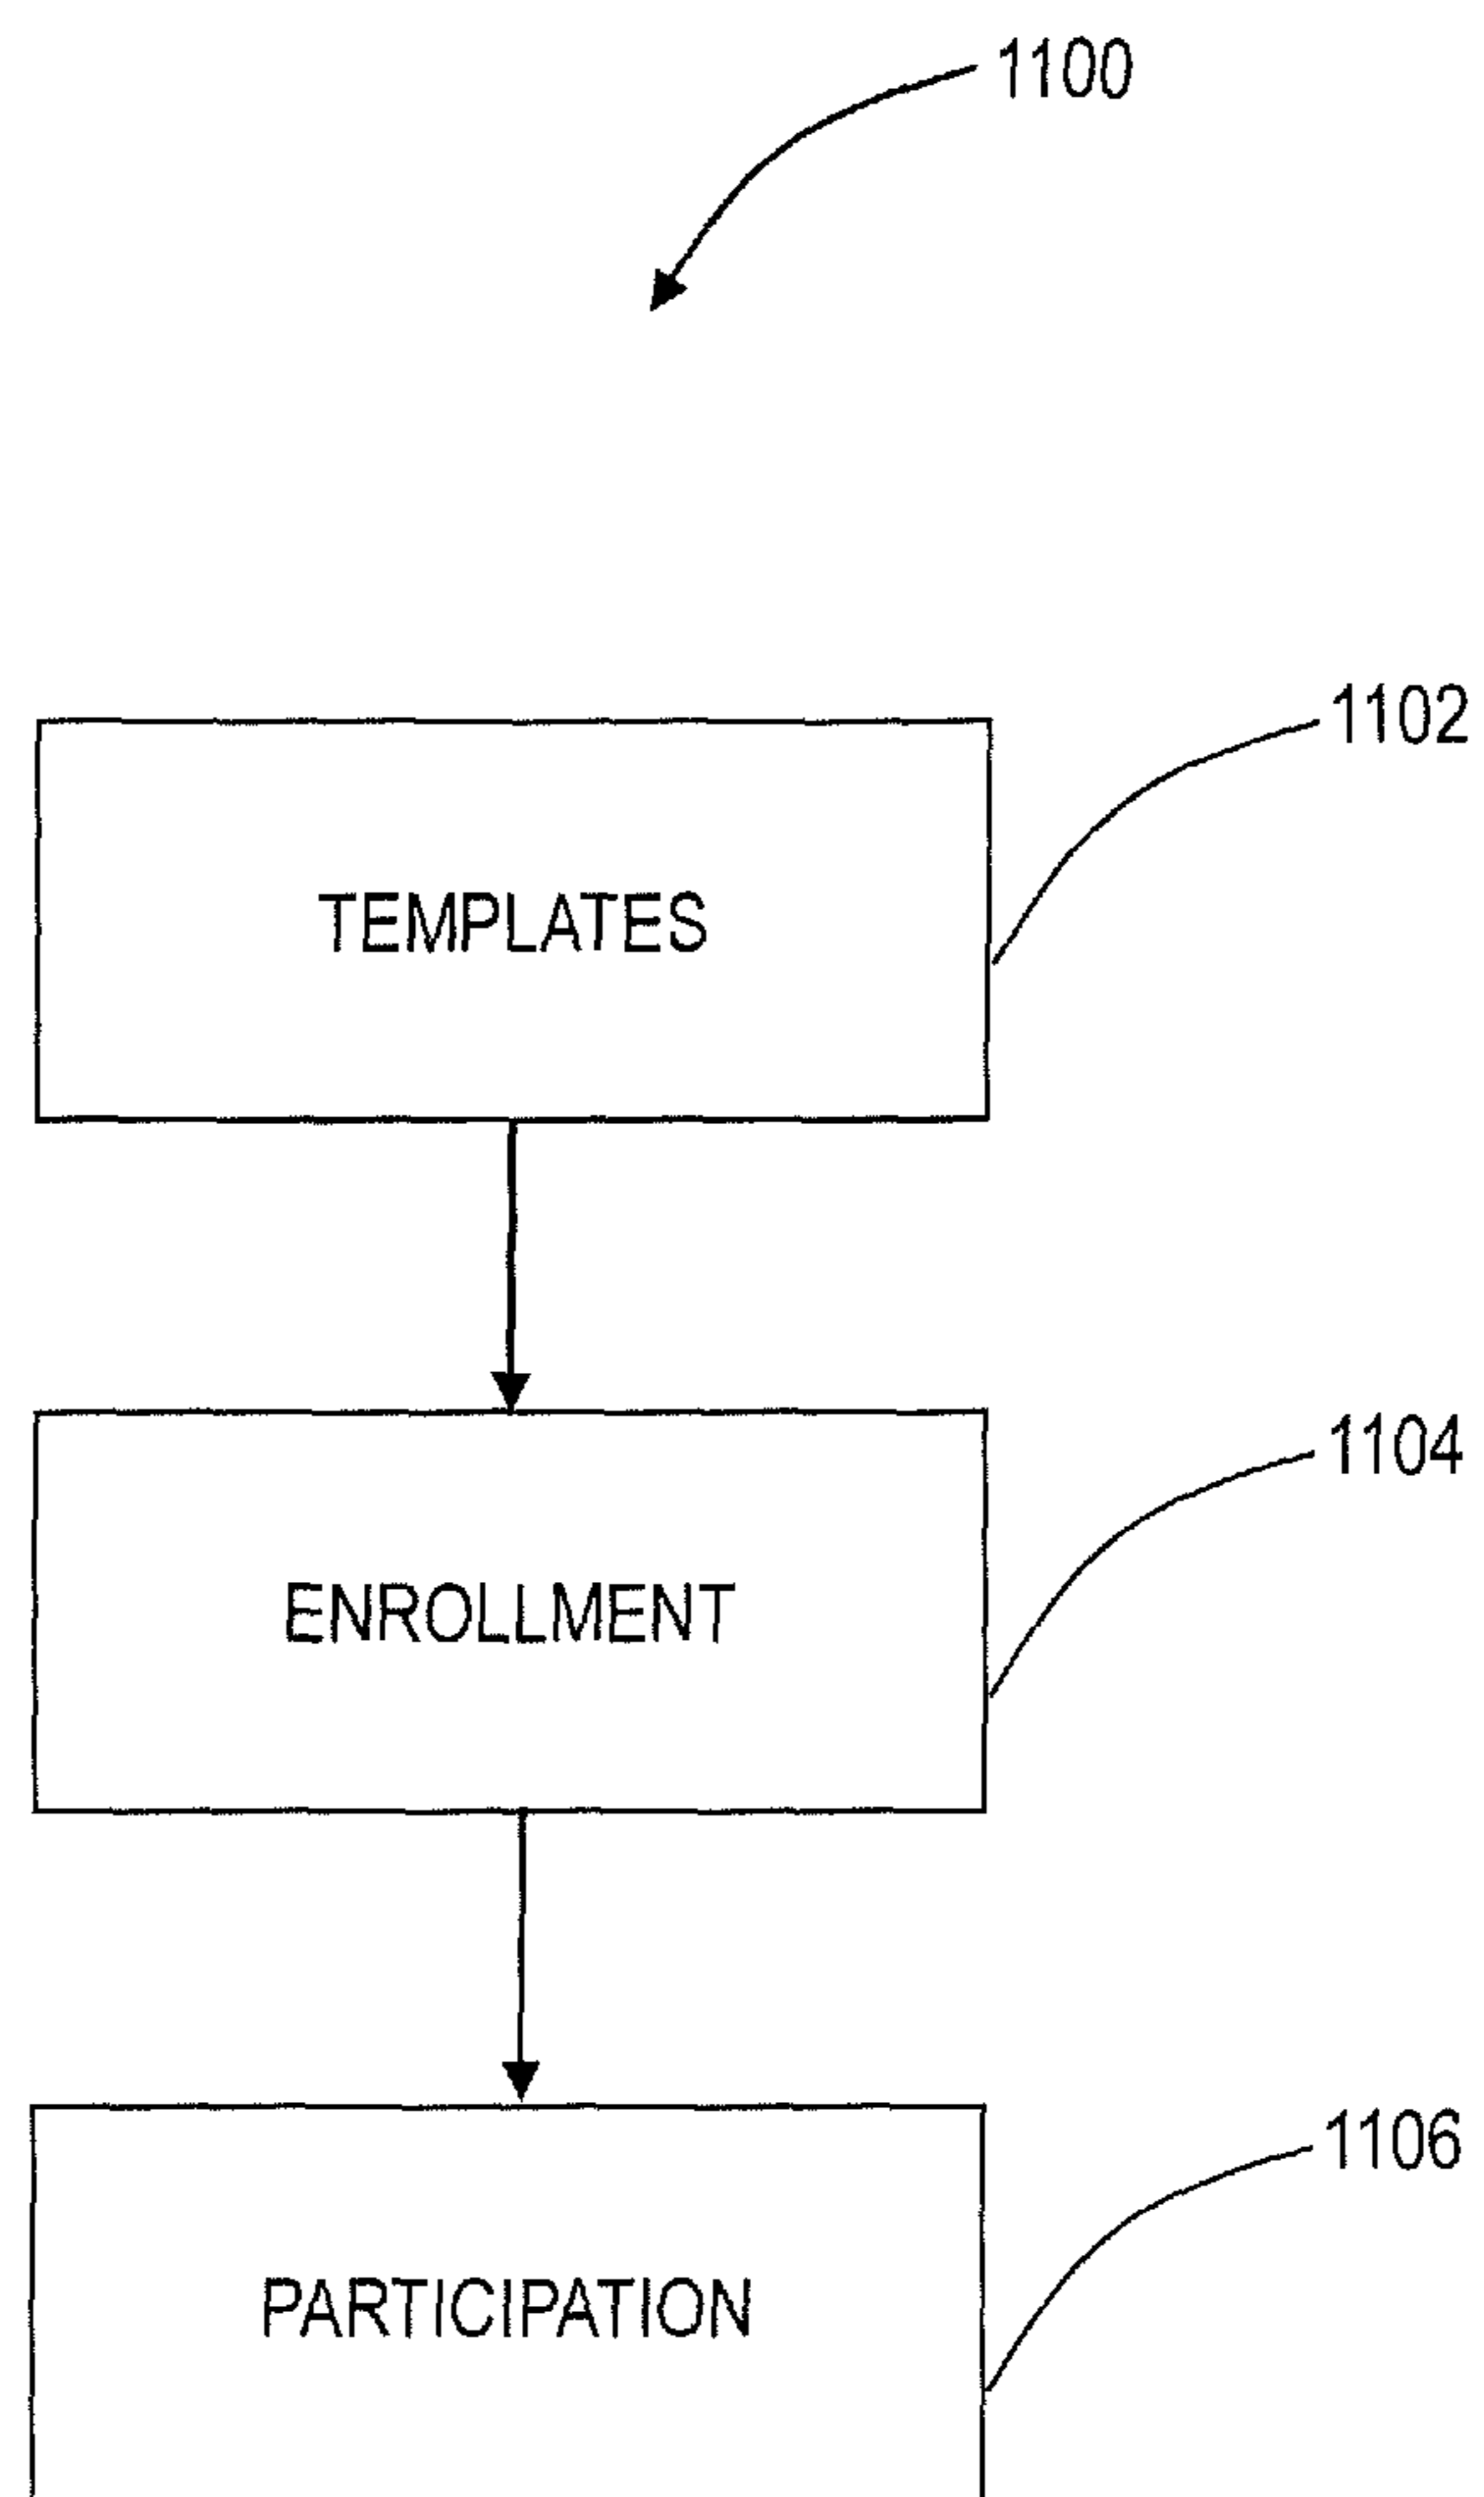 1100
1102
TEMPLATES
1104
ENROLLMENT
1106
PARTICIPATION